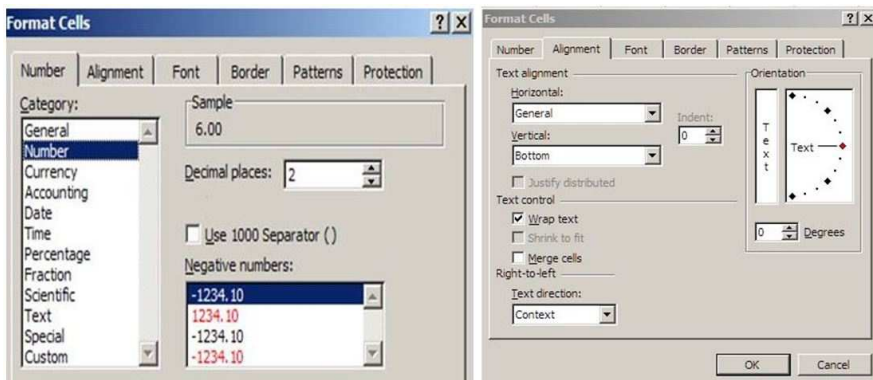 Format Cells
Number Alignment Font Border Patterns Protection
Category:
General
Number
Currency
Accounting
Date
Time
Percentage
Fraction
Scientific
Text
Special
Custom
Sample
6.00
Decimal places: 2
Use 1000 Separator ( )
Negative numbers:
-1234.10
1234.10
-1234.10
-1234.10
Format Cells
Number Alignment Font Border Patterns Protection
Text alignment
Horizontal:
General
Vertical:
Bottom
Indent:
0
Justify distributed
Text control
Wrap text
Shrink to fit
Merge cells
Right-to-left
Text direction:
Context
Orientation
Text
Text
0 Degrees
OK Cancel